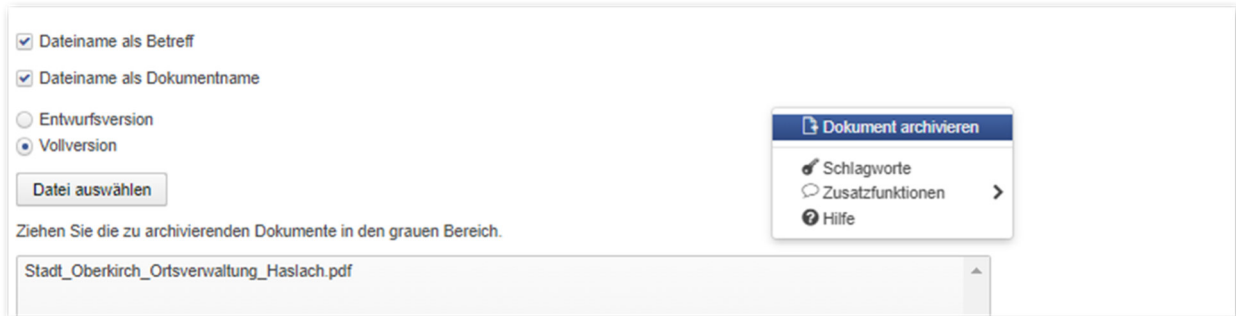 Dateiname als Betreff
Dateiname als Dokumentname
Entwurfsversion
Vollversion
Datei auswählen
Ziehen Sie die zu archivierenden Dokumente in den grauen Bereich.
Stadt_Oberkirch_Ortsverwaltung_Haslach.pdf
Dokument archivieren
Schlagworte
Zusatzfunktionen
Hilfe